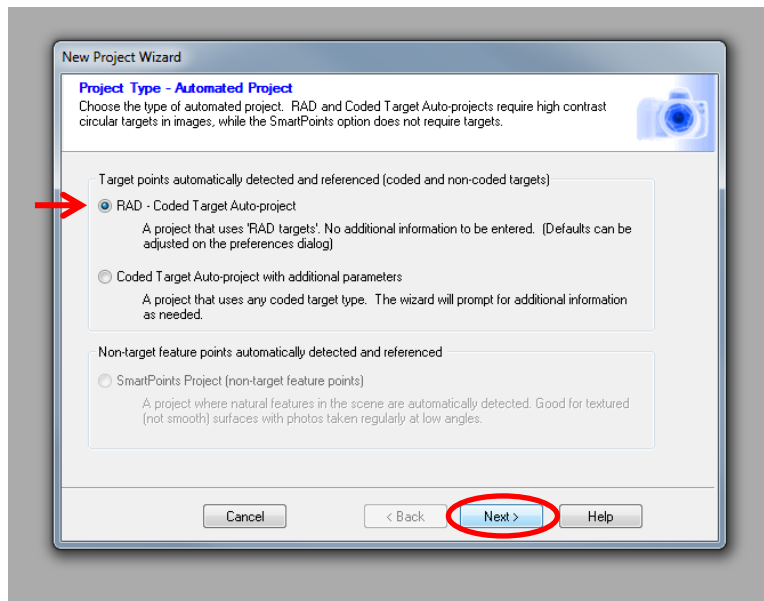 New Project Wizard
Project Type - Automated Project
Choose the type of automated project.  RAD and Coded Target Auto-projects require high contrast
circular targets in images, while the SmartPoints option does not require targets.
Target points automatically detected and referenced (coded and non-coded targets)
RAD - Coded Target Auto-project
A project that uses 'RAD targets'. No additional information to be entered.  (Defaults can be
adjusted on the preferences dialog)
Coded Target Auto-project with additional parameters
A project that uses any coded target type.  The wizard will prompt for additional information
as needed.
Non-target feature points automatically detected and referenced
SmartPoints Project (non-target feature points)
A project where natural features in the scene are automatically detected. Good for textured
(not smooth) surfaces with photos taken regularly at low angles.
Cancel
< Back
Next >
Help